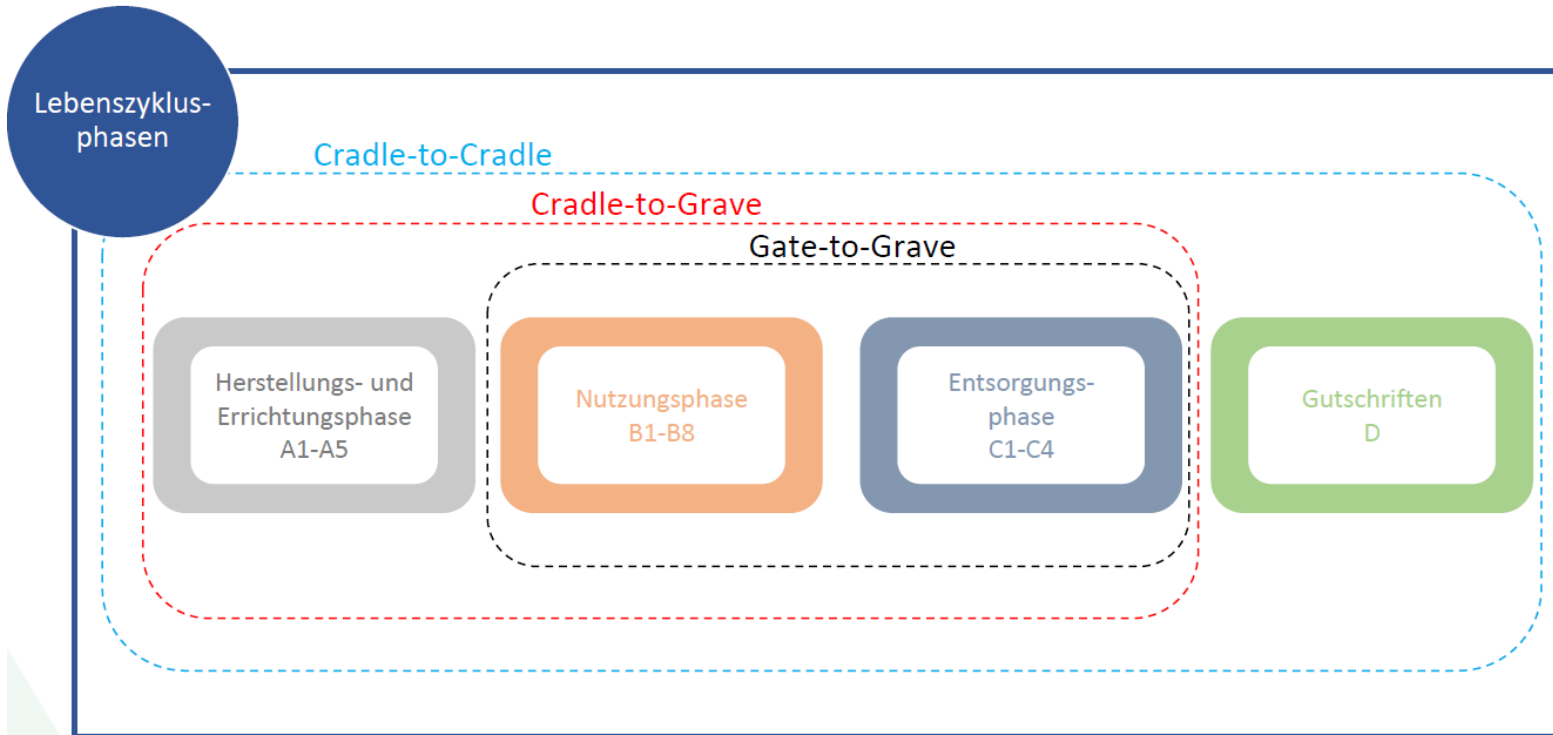 Lebenszyklus-
phasen
Cradle-to-Cradle
Cradle-to-Grave
Gate-to-Grave
Herstellungs- und
Errichtungsphase
A1-A5
Nutzungsphase
B1-B8
Entsorgungs-
phase
C1-C4
Gutschriften
D